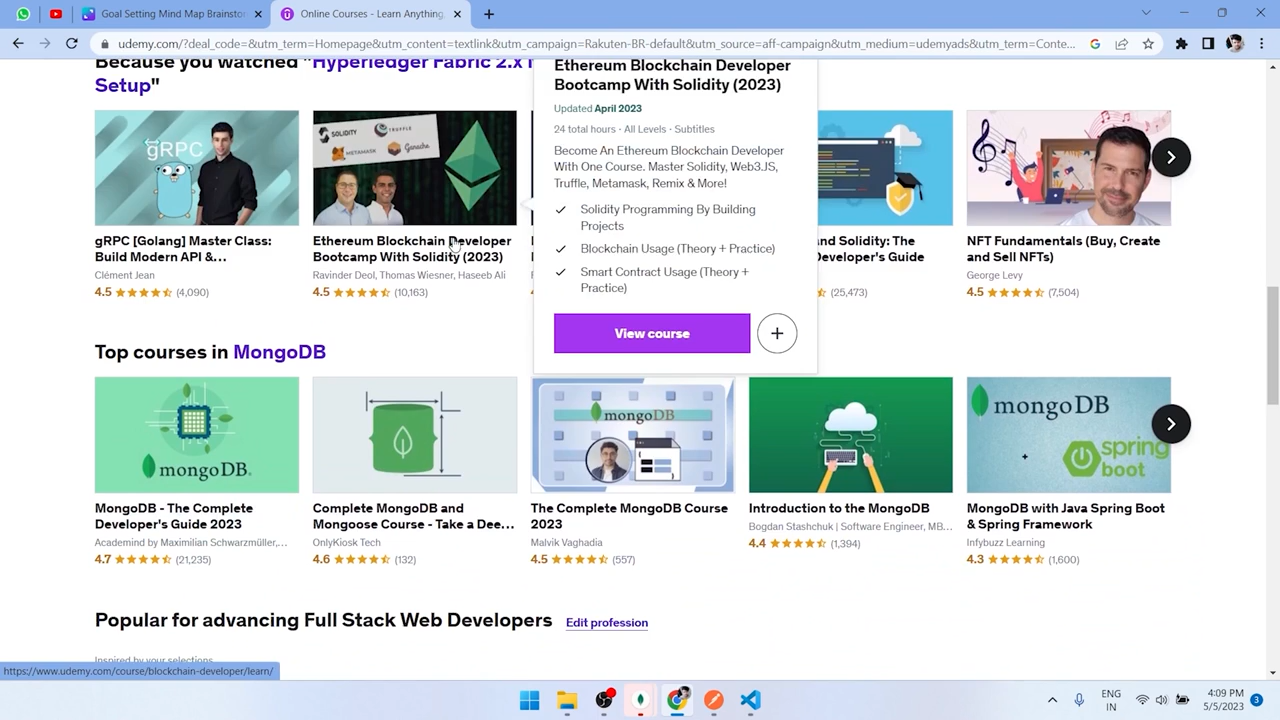 Goal Setting Mind Map Brainstor
Online Courses - Learn Anything,
udemy.com/?deal_code=&utm_term=Homepage&utm_content=textlink&utm_campaign=Rakuten-BR-default&utm_source=aff-campaign&utm_medium=udemyads&utm_term=Conte...
Because you watched "Hyperledger Fabric 2.x
Setup"
Ethereum Blockchain Developer
Bootcamp With Solidity (2023)
Updated April 2023
24 total hours · All Levels · Subtitles
Become An Ethereum Blockchain Developer
With One Course. Master Solidity, Web3.JS,
Truffle, Metamask, Remix & More!
Solidity Programming By Building
Projects
Blockchain Usage (Theory + Practice)
Smart Contract Usage (Theory +
Practice)
View course
gRPC
SOLIDITY
TRUFFLE
METAMASK
Ganache
gRPC [Golang] Master Class:
Build Modern API &...
Clément Jean
4.5 (4,090)
Ethereum Blockchain Developer
Bootcamp With Solidity (2023)
Ravinder Deol, Thomas Wiesner, Haseeb Ali
4.5 (10,163)
and Solidity: The
Developer's Guide
(25,473)
NFT Fundamentals (Buy, Create
and Sell NFTs)
George Levy
4.5 (7,504)
Top courses in MongoDB
mongoDB
mongoDB
mongoDB
spring
boot
MongoDB - The Complete
Developer's Guide 2023
Academind by Maximilian Schwarzmüller,...
4.7 (21,235)
Complete MongoDB and
Mongoose Course - Take a Dee...
OnlyKiosk Tech
4.6 (132)
The Complete MongoDB Course
2023
Malvik Vaghadia
4.5 (557)
Introduction to the MongoDB
Bogdan Stashchuk | Software Engineer, MB...
4.4 (1,394)
MongoDB with Java Spring Boot
& Spring Framework
Infybuzz Learning
4.3 (1,600)
Popular for advancing Full Stack Web Developers
Edit profession
Inspired by your selections
https://www.udemy.com/course/blockchain-developer/learn/
ENG
IN
4:09 PM
5/5/2023
3